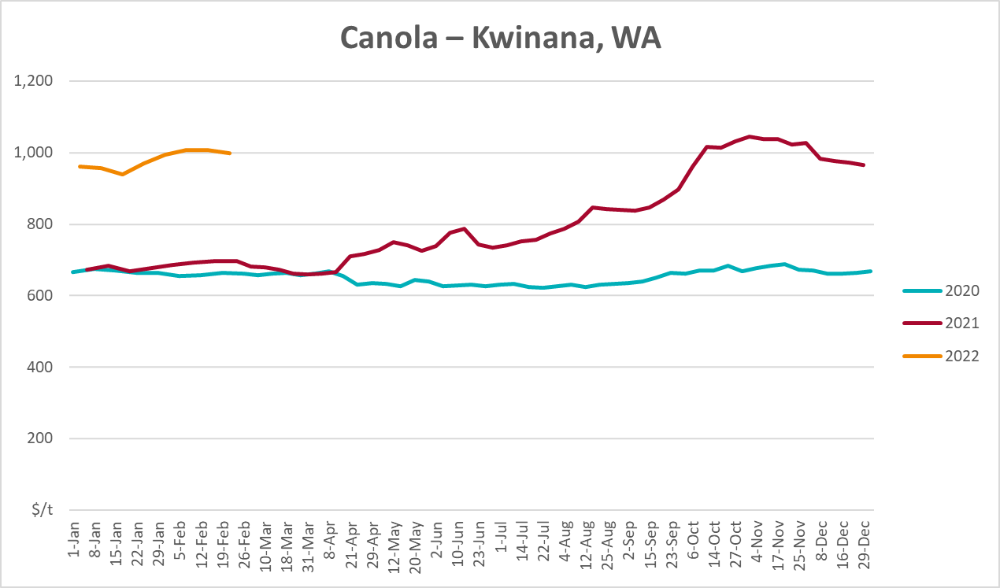 Canola – Kwinana, WA
1,200
1,000
800
600
400
200
$/t
1-Jan
8-Jan
15-Jan
22-Jan
29-Jan
5-Feb
12-Feb
19-Feb
26-Feb
10-Mar
18-Mar
31-Mar
8-Apr
21-Apr
29-Apr
12-May
20-May
2-Jun
10-Jun
23-Jun
1-Jul
14-Jul
22-Jul
4-Aug
12-Aug
25-Aug
2-Sep
15-Sep
23-Sep
6-Oct
14-Oct
27-Oct
4-Nov
17-Nov
25-Nov
8-Dec
16-Dec
29-Dec
2020
2021
2022